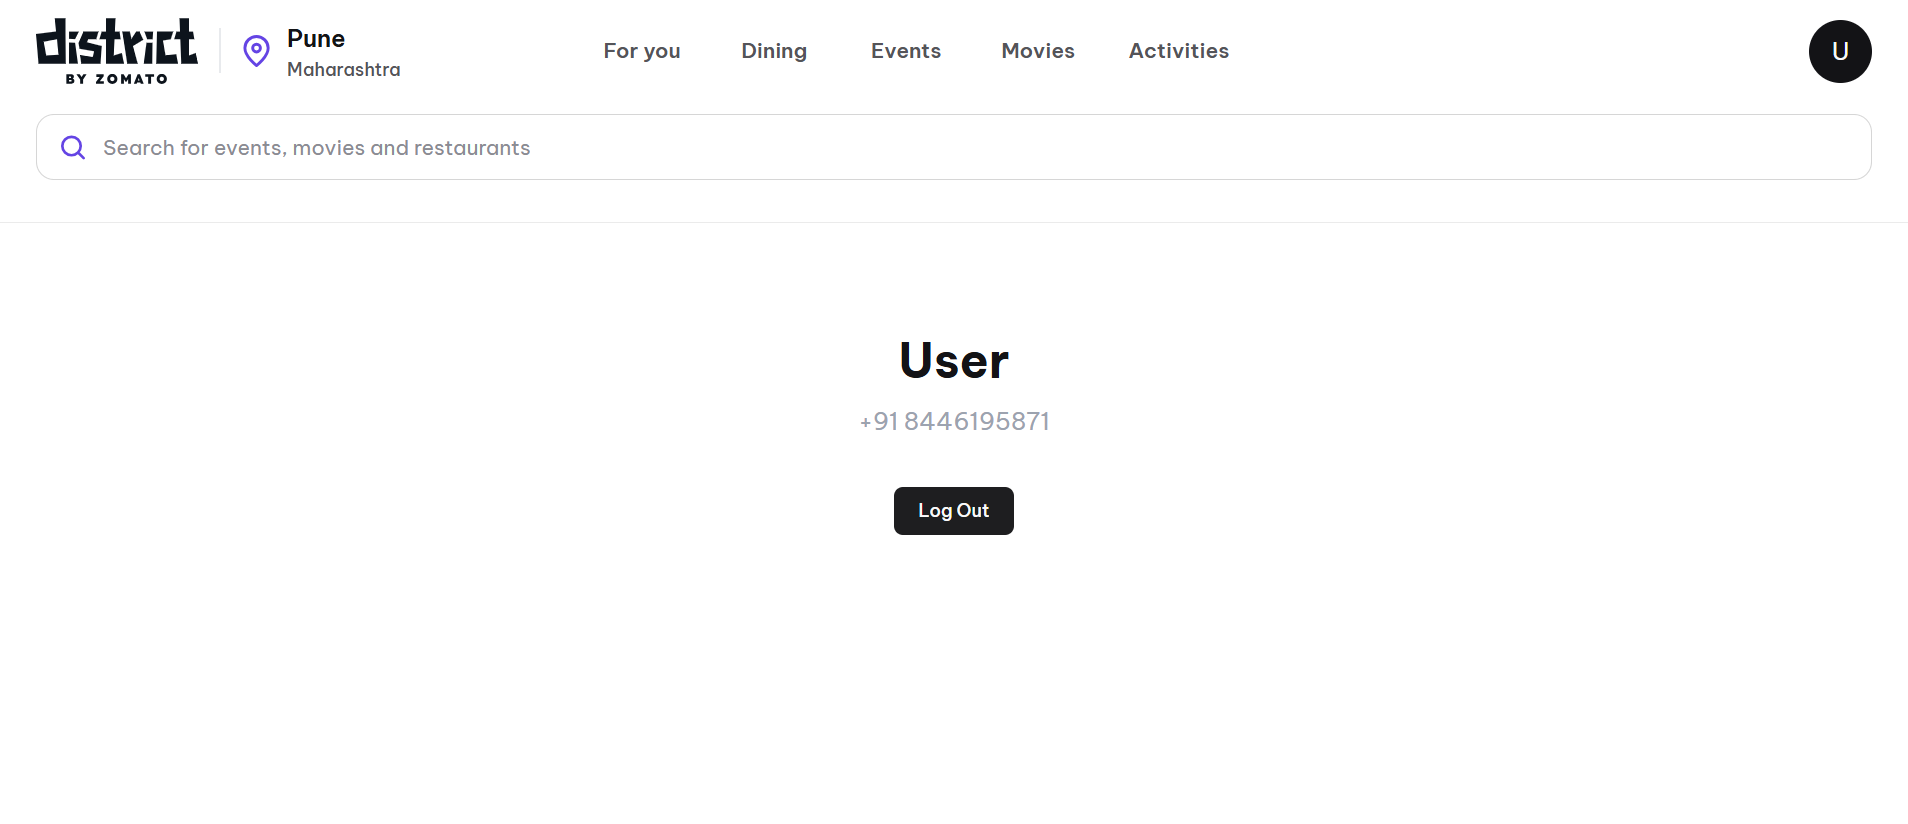 district
BY ZOMATO
Pune
Maharashtra
For you
Dining
Events
Movies
Activities
U
Search for events, movies and restaurants
User
+91 8446195871
Log Out